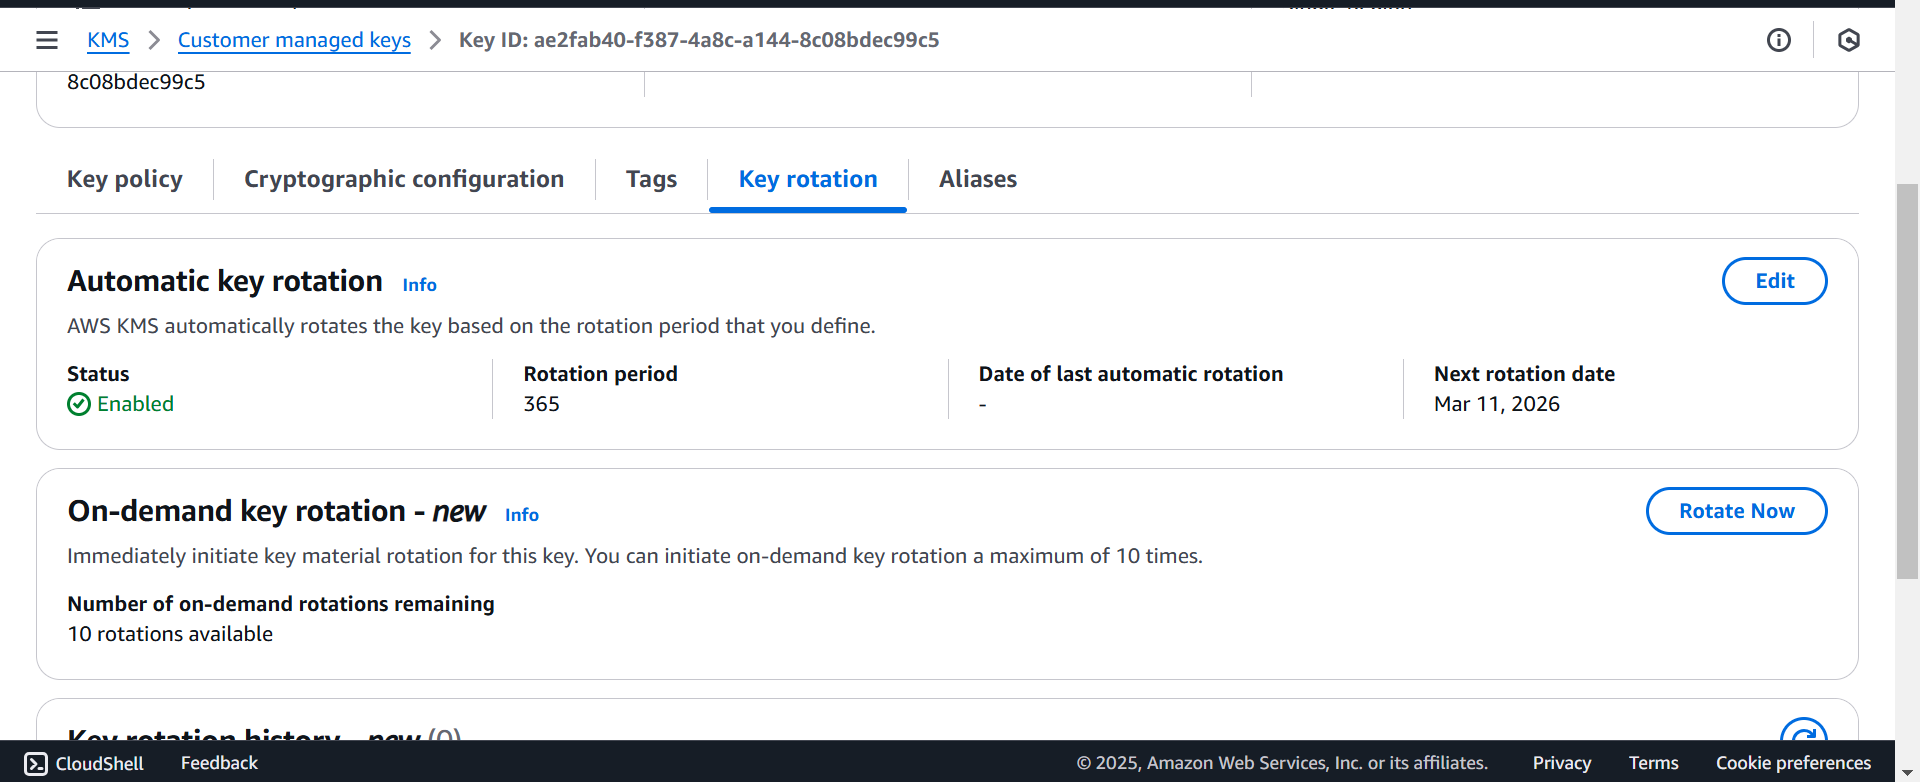 KMS > Customer managed keys > Key ID: ae2fab40-f387-4a8c-a144-8c08bdec99c5
8c08bdec99c5
Key policy
Cryptographic configuration
Tags
Key rotation
Aliases
Automatic key rotation Info
Edit
AWS KMS automatically rotates the key based on the rotation period that you define.
Status
Enabled
Rotation period
365
Date of last automatic rotation
-
Next rotation date
Mar 11, 2026
On-demand key rotation - new Info
Rotate Now
Immediately initiate key material rotation for this key. You can initiate on-demand key rotation a maximum of 10 times.
Number of on-demand rotations remaining
10 rotations available
Key rotation history - new (0)
CloudShell
Feedback
© 2025, Amazon Web Services, Inc. or its affiliates.
Privacy
Terms
Cookie preferences